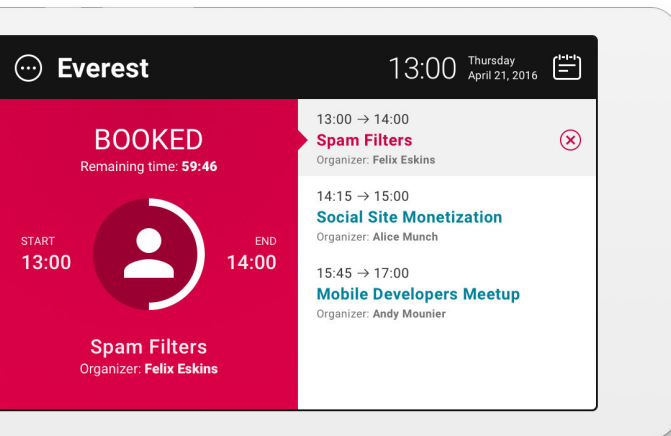 Everest
13:00
Thursday
April 21, 2016
BOOKED
Remaining time: 59:46
START
13:00
END
14:00
Spam Filters
Organizer: Felix Eskins
13:00 → 14:00
Spam Filters
Organizer: Felix Eskins
14:15 → 15:00
Social Site Monetization
Organizer: Alice Munch
15:45 → 17:00
Mobile Developers Meetup
Organizer: Andy Mounier